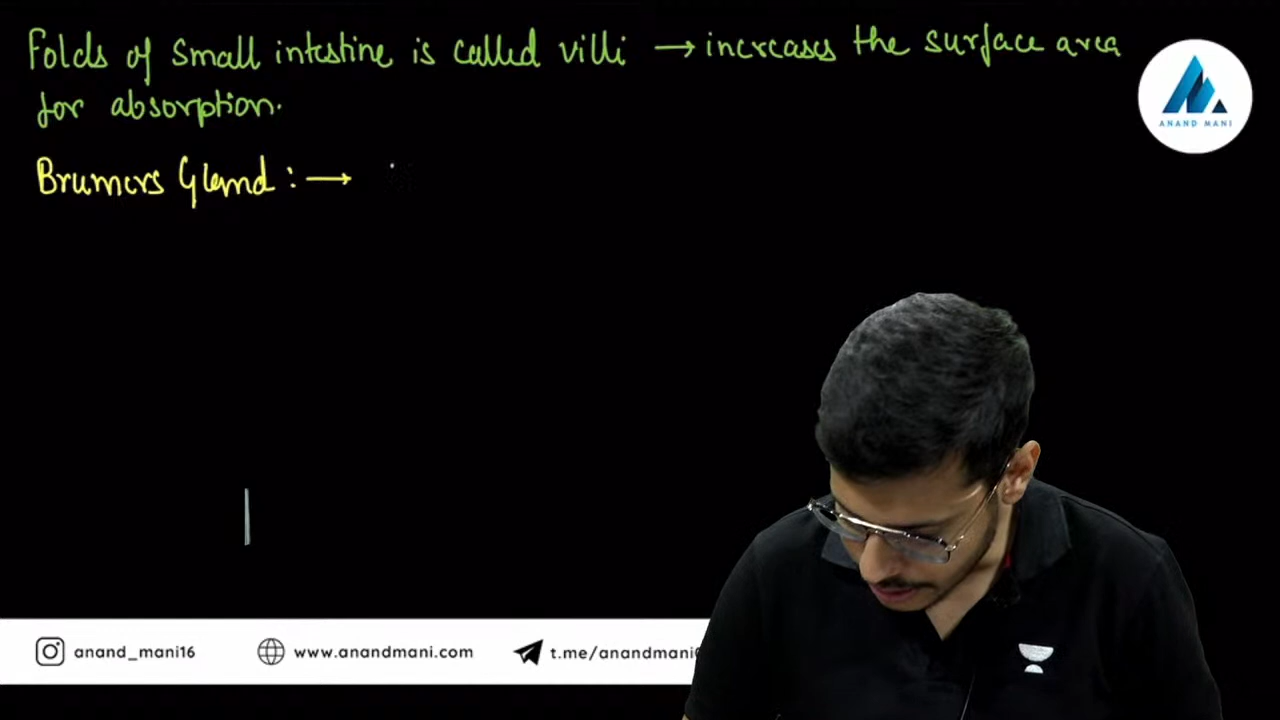 Folds of small intestine is called villi → increases the surface area
for absorption.
Brumers Gland : →
ANAND MANI
anand_mani16
www.anandmani.com
t.me/anandmani